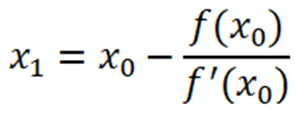 x₁ = x₀ − f(x₀) / f′(x₀)